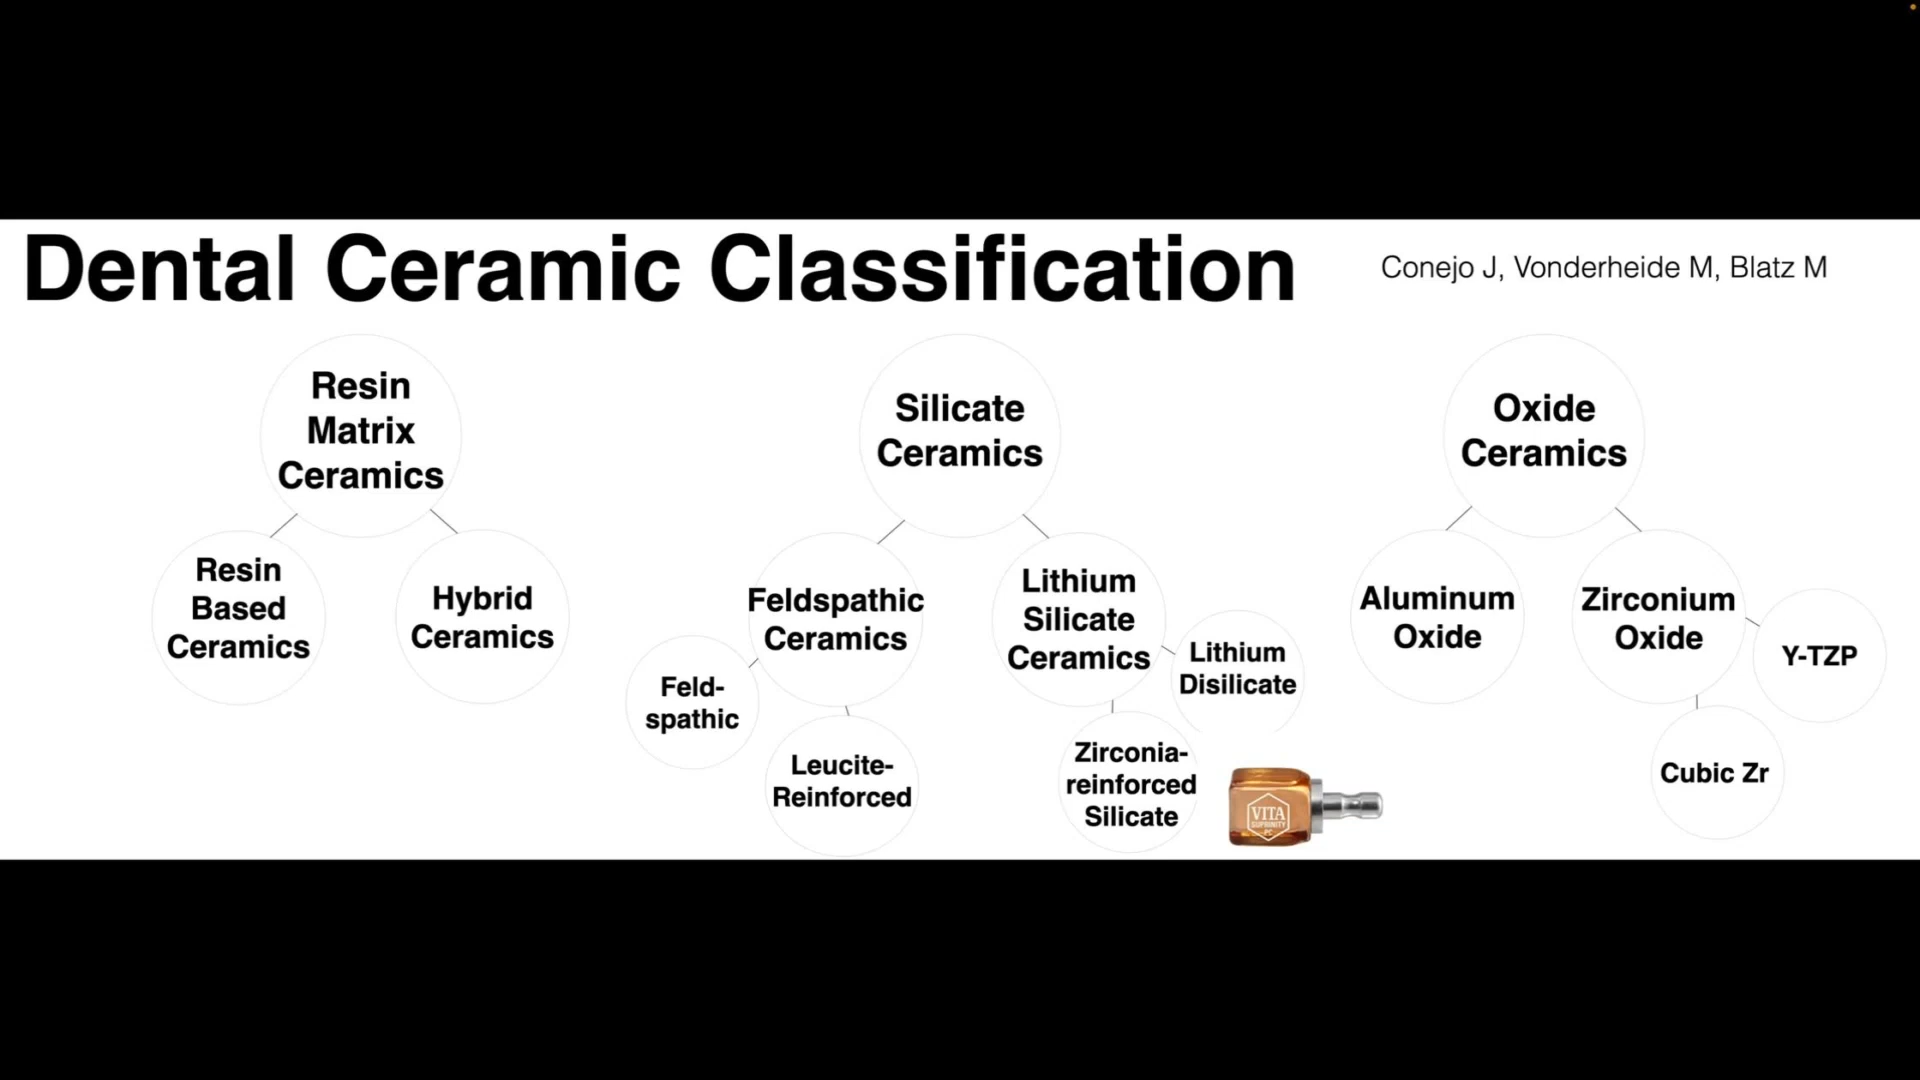 Dental Ceramic Classification
Conejo J, Vonderheide M, Blatz M
Resin
Matrix
Ceramics
Resin
Based
Ceramics
Hybrid
Ceramics
Silicate
Ceramics
Feldspathic
Ceramics
Feld-
spathic
Leucite-
Reinforced
Lithium
Silicate
Ceramics
Lithium
Disilicate
Zirconia-
reinforced
Silicate
VITA
SUPRINITY
PC
Oxide
Ceramics
Aluminum
Oxide
Zirconium
Oxide
Y-TZP
Cubic Zr